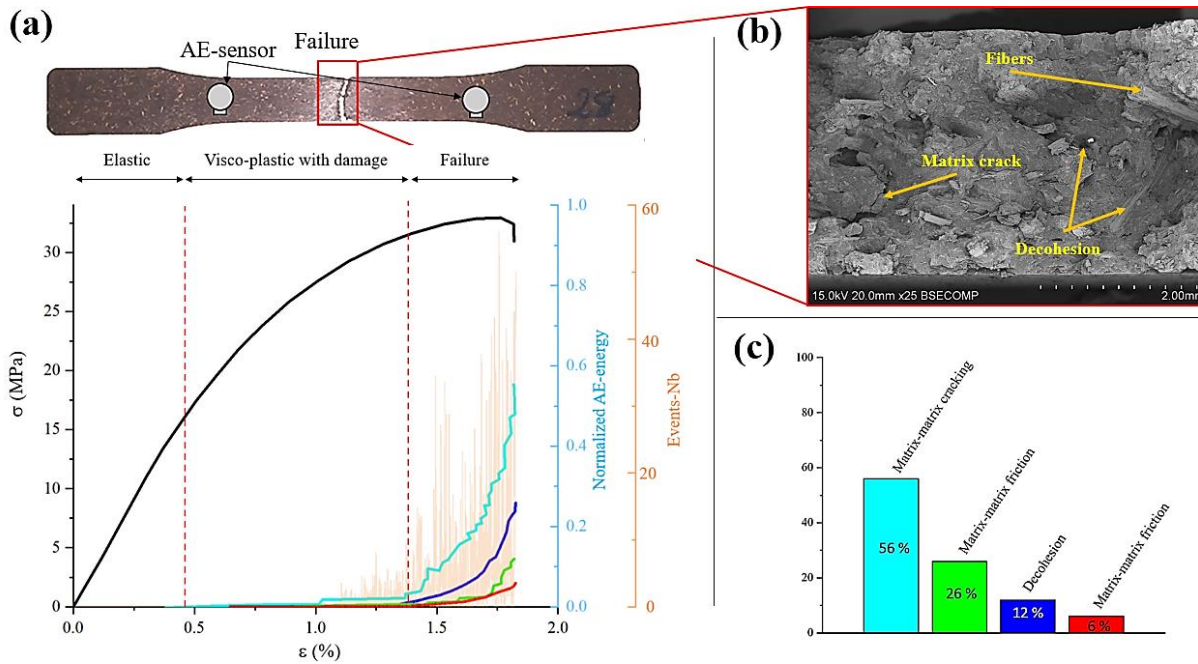 (a)
AE-sensor
Failure
28
Elastic
Visco-plastic with damage
Failure
σ (MPa)
30
25
20
15
10
5
0
0.0
0.5
1.0
1.5
2.0
ε (%)
1.0
0.8
0.6
0.4
0.2
0.0
Normalized AE-energy
60
40
20
0
Events-Nb
(b)
Fibers
Matrix crack
Decohesion
15.0kV 20.0mm x25 BSECOMP
2.00mm
(c)
100
80
60
40
20
0
Matrix-matrix cracking
Matrix-matrix friction
Decohesion
Matrix-matrix friction
56 %
26 %
12 %
6 %